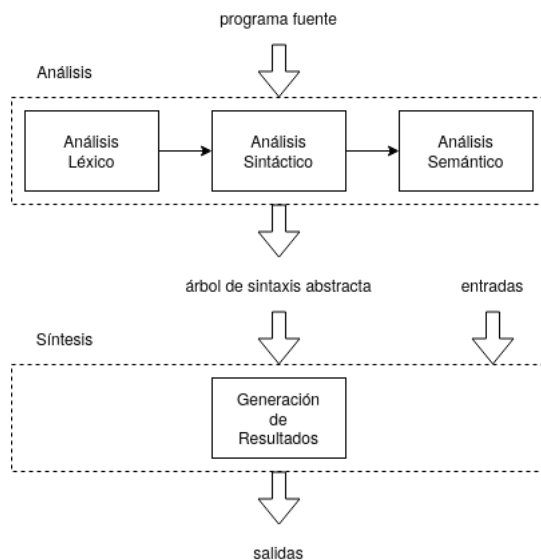 programa fuente
Análisis
Análisis
Léxico
Análisis
Sintáctico
Análisis
Semántico
árbol de sintaxis abstracta
entradas
Síntesis
Generación
de
Resultados
salidas